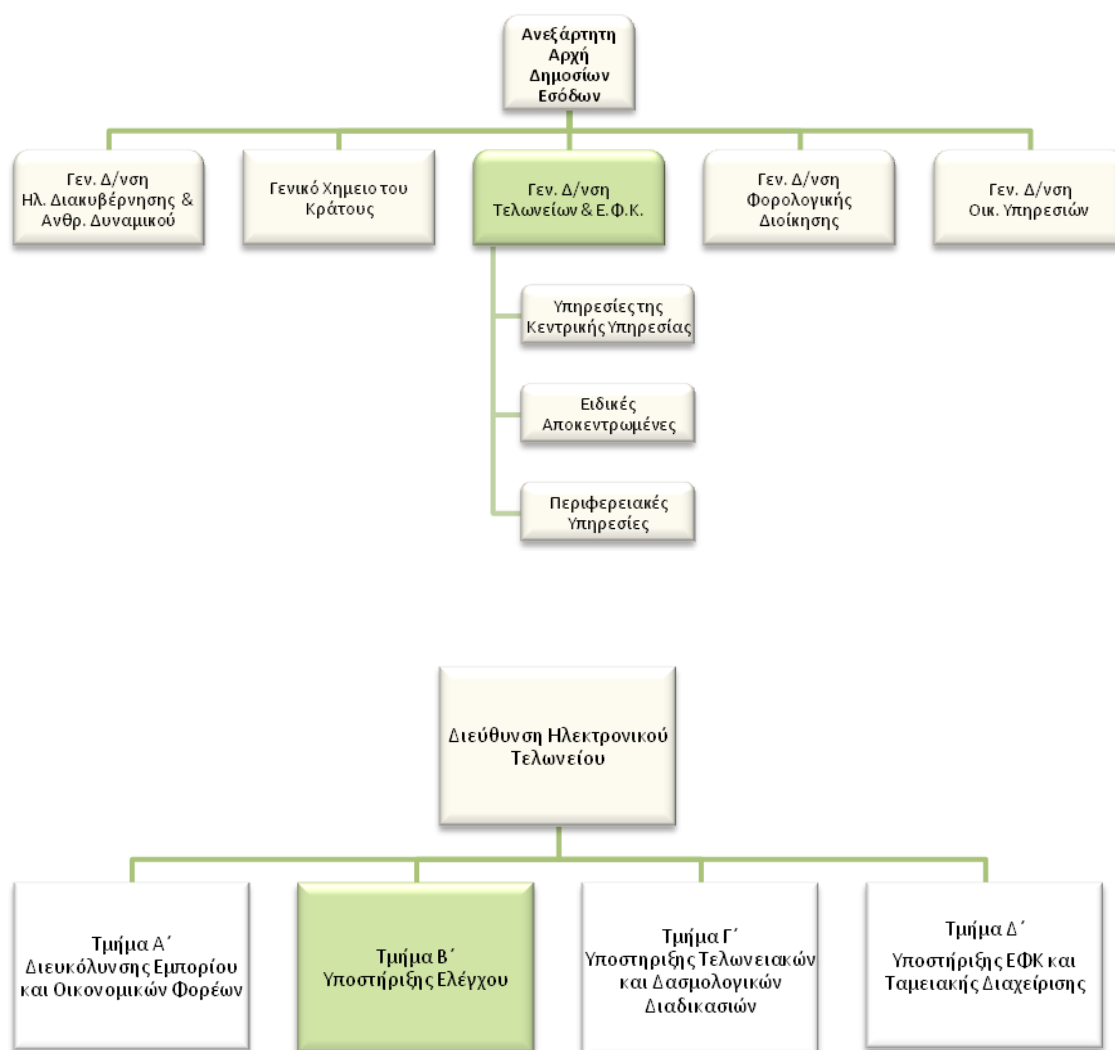 Ανεξάρτητη
Αρχή
Δημοσίων
Εσόδων
Γεν. Δ/νση
Ηλ. Διακυβέρνησης &
Ανθρ. Δυναμικού
Γενικό Χημειο του
Κράτους
Γεν. Δ/νση
Τελωνείων & Ε.Φ.Κ.
Γεν. Δ/νση
Φορολογικής
Διοίκησης
Γεν. Δ/νση
Οικ. Υπηρεσιών
Υπηρεσίες της
Κεντρικής Υπηρεσίας
Ειδικές
Αποκεντρωμένες
Περιφερειακές
Υπηρεσίες
Διεύθυνση Ηλεκτρονικού
Τελωνείου
Τμήμα Α΄
Διευκόλυνσης Εμπορίου
και Οικονομικών Φορέων
Τμήμα Β΄
Υποστήριξης Ελέγχου
Τμήμα Γ΄
Υποστηριξης Τελωνειακών
και Δασμολογικών
Διαδικασιών
Τμήμα Δ΄
Υποστήριξης ΕΦΚ και
Ταμειακής Διαχείρισης